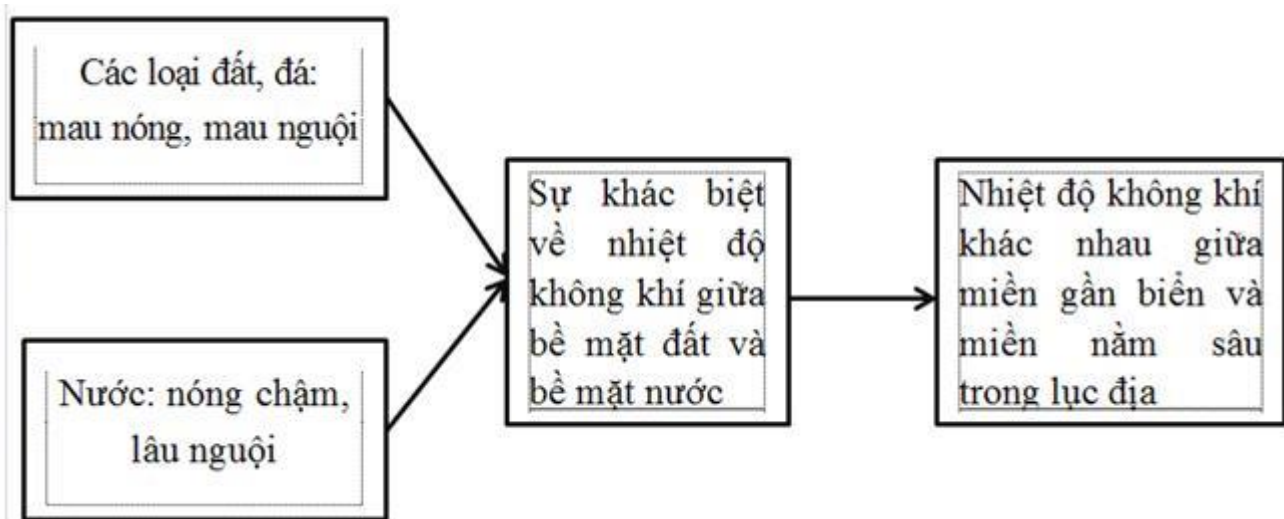 Các loại đất, đá:
mau nóng, mau nguội
Nước: nóng chậm,
lâu nguội
Sự khác biệt
về nhiệt độ
không khí giữa
bề mặt đất và
bề mặt nước
Nhiệt độ không khí
khác nhau giữa
miền gần biển và
miền nằm sâu
trong lục địa